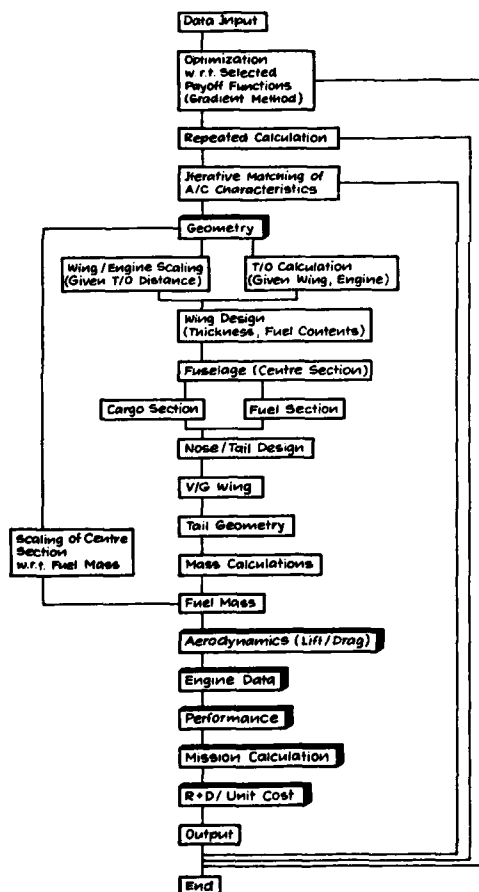 Data Input
Optimization
w.r.t. Selected
Payoff Functions
(Gradient Method)
Repeated Calculation
Iterative Matching of
A/C Characteristics
Geometry
Wing/Engine Scaling
(Given T/O Distance)
T/O Calculation
(Given Wing, Engine)
Wing Design
(Thickness, Fuel Contents)
Fuselage (Centre Section)
Cargo Section
Fuel Section
Nose/Tail Design
V/G Wing
Tail Geometry
Scaling of Centre
Section
w.r.t. Fuel Mass
Mass Calculations
Fuel Mass
Aerodynamics (Lift/Drag)
Engine Data
Performance
Mission Calculation
R+D/Unit Cost
Output
End